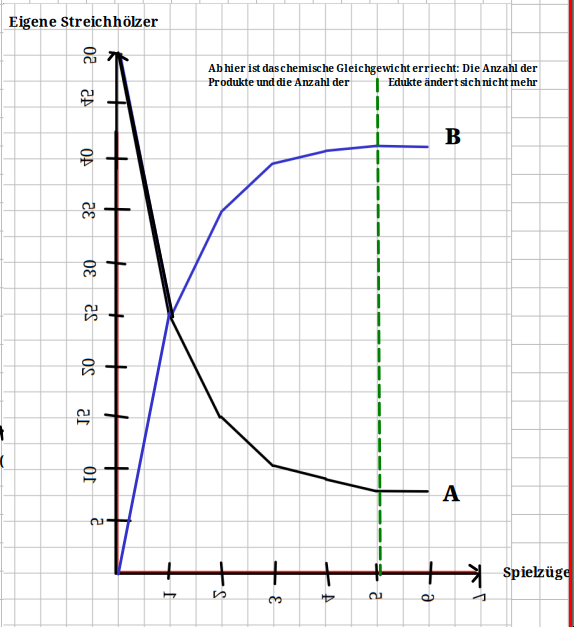 Eigene Streichhölzer
50
Ab hier ist das chemische Gleichgewicht erriecht: Die Anzahl der
Produkte und die Anzahl der Edukte ändert sich nicht mehr
45
B
40
35
30
25
20
15
10
A
5
Spielzüge
1 2 3 4 5 6 7